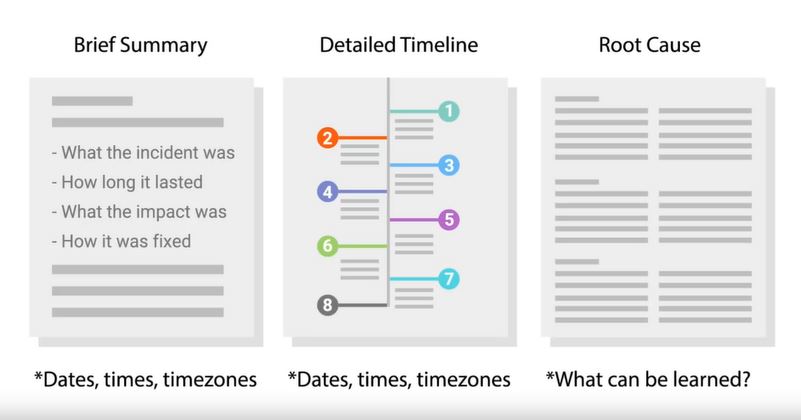 Brief Summary
Detailed Timeline
Root Cause
- What the incident was
- How long it lasted
- What the impact was
- How it was fixed
1
2
3
4
5
6
7
8
*Dates, times, timezones
*Dates, times, timezones
*What can be learned?